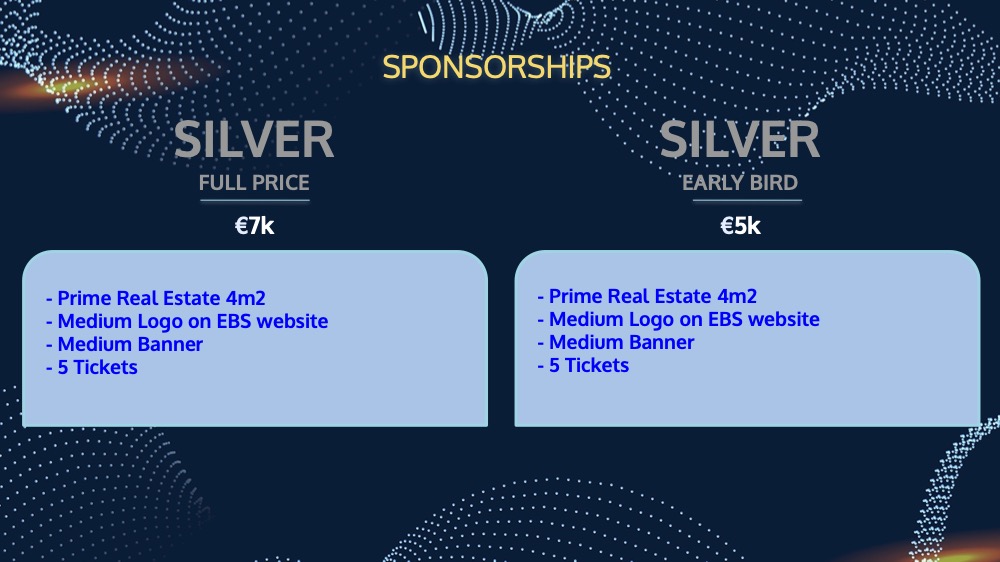 SPONSORSHIPS
SILVER
FULL PRICE
€7k
- Prime Real Estate 4m2
- Medium Logo on EBS website
- Medium Banner
- 5 Tickets
SILVER
EARLY BIRD
€5k
- Prime Real Estate 4m2
- Medium Logo on EBS website
- Medium Banner
- 5 Tickets